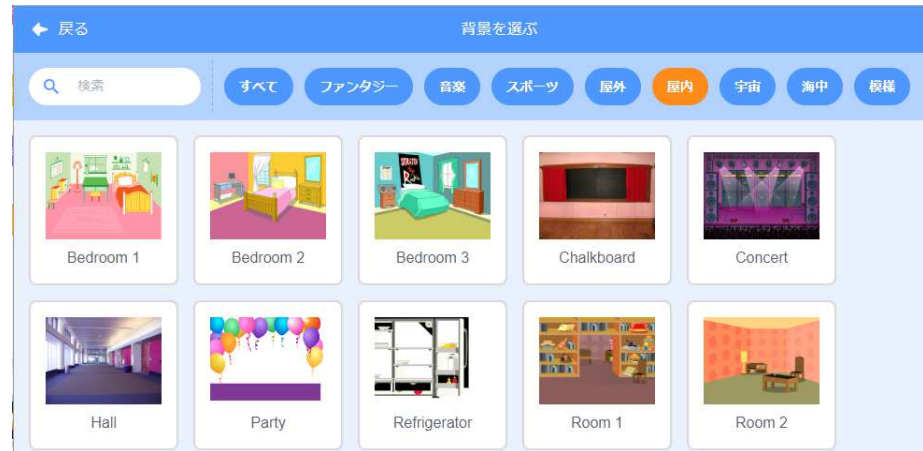 戻る
背景を選ぶ
検索
すべて ファンタジー 音楽 スポーツ 屋外 屋内 宇宙 海中 模様
Bedroom 1 Bedroom 2 Bedroom 3 Chalkboard Concert
Hall Party Refrigerator Room 1 Room 2